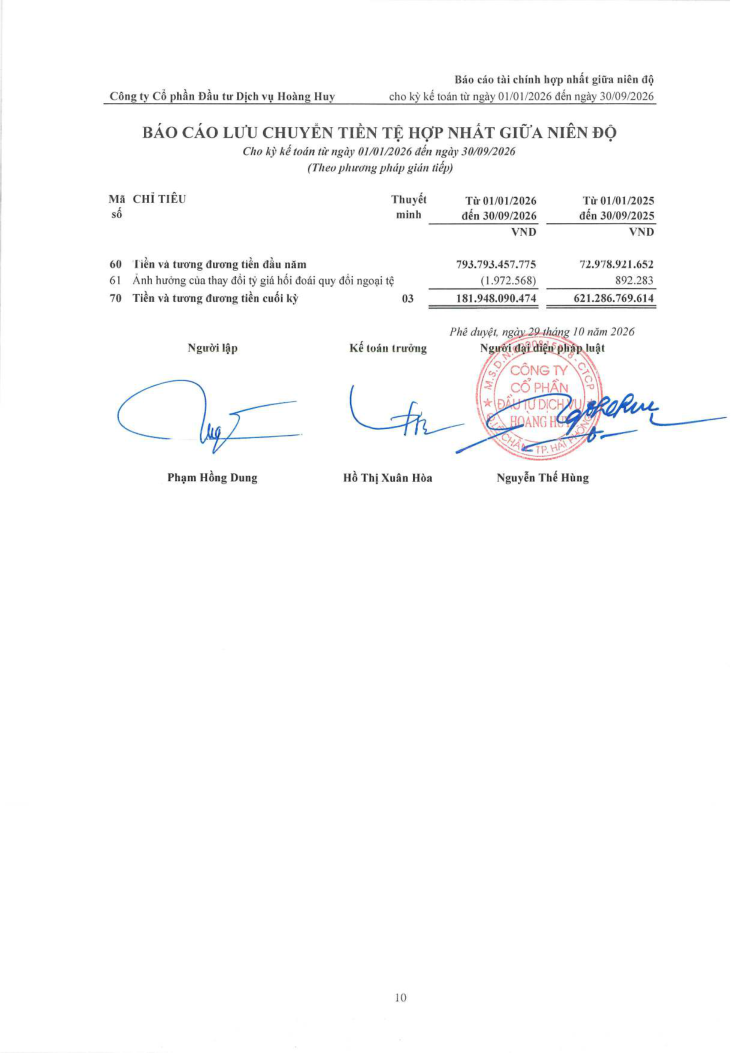 Báo cáo tài chính hợp nhất giữa niên độ
Công ty Cổ phần Đầu tư Dịch vụ Hoàng Huy cho kỳ kế toán từ ngày 01/01/2026 đến ngày 30/09/2026
BÁO CÁO LƯU CHUYỂN TIỀN TỆ HỢP NHẤT GIỮA NIÊN ĐỘ
Cho kỳ kế toán từ ngày 01/01/2026 đến ngày 30/09/2026
(Theo phương pháp gián tiếp)
Mã CHỈ TIÊU Thuyết Từ 01/01/2026 Từ 01/01/2025
số minh đến 30/09/2026 đến 30/09/2025
VND VND
60 Tiền và tương đương tiền đầu năm 793.793.457.775 72.978.921.652
61 Ảnh hưởng của thay đổi tỷ giá hối đoái quy đổi ngoại tệ (1.972.568) 892.283
70 Tiền và tương đương tiền cuối kỳ 03 181.948.090.474 621.286.769.614
Phê duyệt, ngày 29 tháng 10 năm 2026
Người lập Kế toán trưởng Người đại diện pháp luật
CÔNG TY
CỔ PHẦN
ĐẦU TƯ DỊCH VỤ
HOÀNG HUY
TP. HẢI PHÒNG
Phạm Hồng Dung Hồ Thị Xuân Hòa Nguyễn Thế Hùng
10